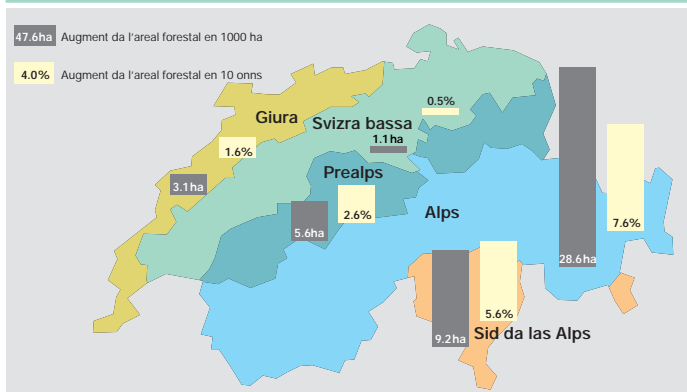 47.6ha Augment da l'areal forestal en 1000 ha
4.0% Augment da l'areal forestal en 10 onns
Giura
1.6%
3.1ha
Svizra bassa
0.5%
1.1ha
Prealps
5.6ha
2.6%
Alps
28.6ha
7.6%
9.2ha
5.6%
Sid da las Alps